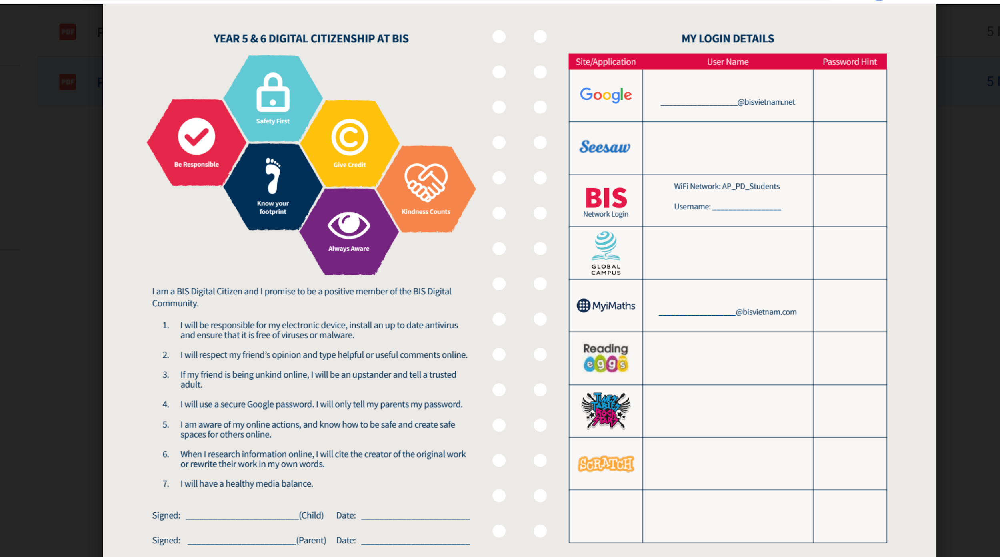 PDF
PDF
YEAR 5 & 6 DIGITAL CITIZENSHIP AT BIS
Safety First
Be Responsible
Give Credit
Know your
footprint
Kindness Counts
Always Aware
I am a BIS Digital Citizen and I promise to be a positive member of the BIS Digital
Community.
1. I will be responsible for my electronic device, install an up to date antivirus
and ensure that it is free of viruses or malware.
2. I will respect my friend’s opinion and type helpful or useful comments online.
3. If my friend is being unkind online, I will be an upstander and tell a trusted
adult.
4. I will use a secure Google password. I will only tell my parents my password.
5. I am aware of my online actions, and know how to be safe and create safe
spaces for others online.
6. When I research information online, I will cite the creator of the original work
or rewrite their work in my own words.
7. I will have a healthy media balance.
Signed: _________________________(Child) Date: ________________________
Signed: ________________________(Parent) Date: ________________________
MY LOGIN DETAILS
Site/Application User Name Password Hint
Google
___________________@bisvietnam.net
Seesaw
BIS
Network Login
WiFi Network: AP_PD_Students
Username: _________________
GLOBAL
CAMPUS
MyiMaths
___________________@bisvietnam.com
Reading
eggs
TIMES
TABLES
ROCK
STARS
SCRATCH